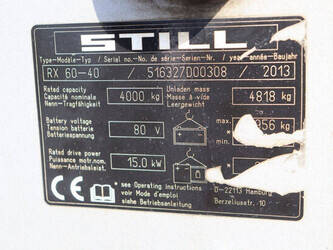 STILL
Type-Modèle-Typ / Serial no.-No. de série-Serien-Nr. / year-année-Baujahr
RX 60-40 / 516327D00308 / 2013
Rated capacity
Capacité nominale
Nenn-Tragfähigkeit
4000 kg
Unladen mass
Masse à vide
Leergewicht
4818 kg
Battery voltage
Tension batterie
Batteriespannung
80 V
max.
856 kg
Rated drive power
Puissance motr.nom.
Nenn-Antriebsleist.
15.0 kW
CE
see Operating Instructions
voir Mode d'emploi
siehe Betriebsanleitung
D-22113 Hamburg
Berzeliusstr. 10